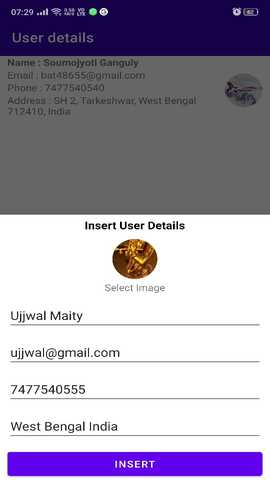 07:29
User details
Name : Soumojyoti Ganguly
Email : bat48655@gmail.com
Phone : 7477540540
Address : SH 2, Tarkeshwar, West Bengal
712410, India
Insert User Details
Select Image
Ujjwal Maity
ujjwal@gmail.com
7477540555
West Bengal India
INSERT